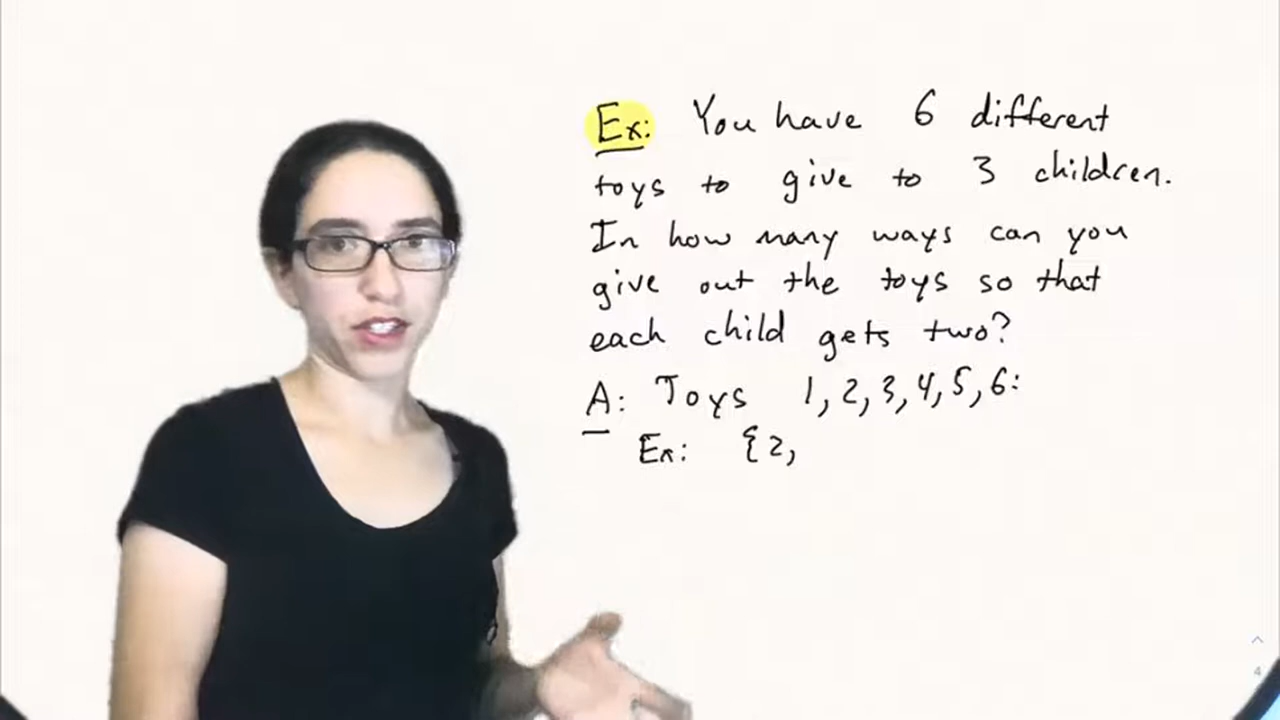 Ex: You have 6 different
toys to give to 3 children.
In how many ways can you
give out the toys so that
each child gets two?
A: Toys 1, 2, 3, 4, 5, 6:
Ex: {2,
4